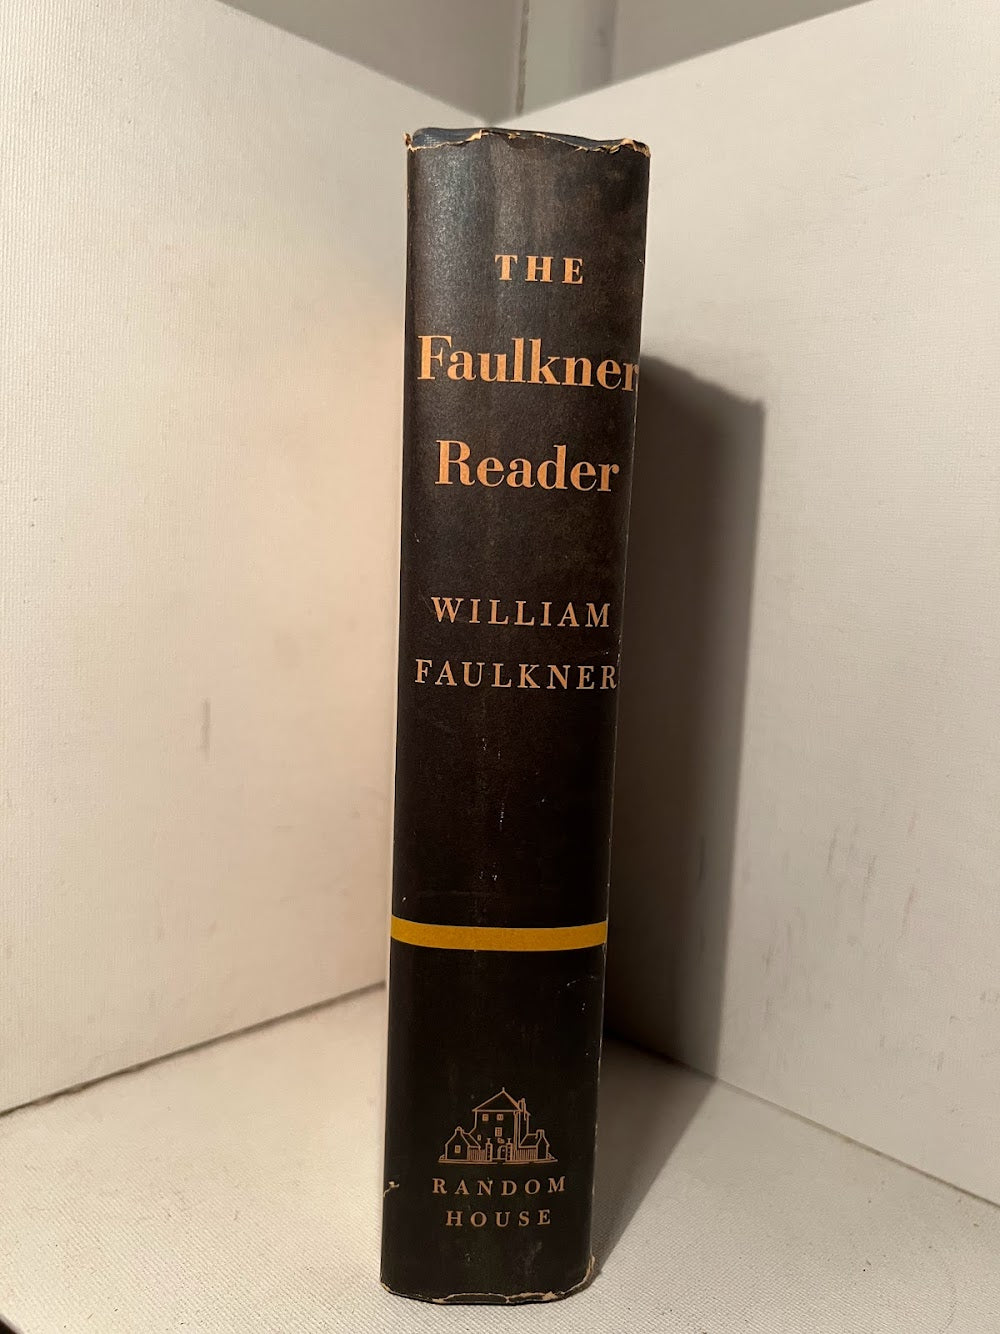 THE
Faulkner
Reader
WILLIAM
FAULKNER
RANDOM
HOUSE